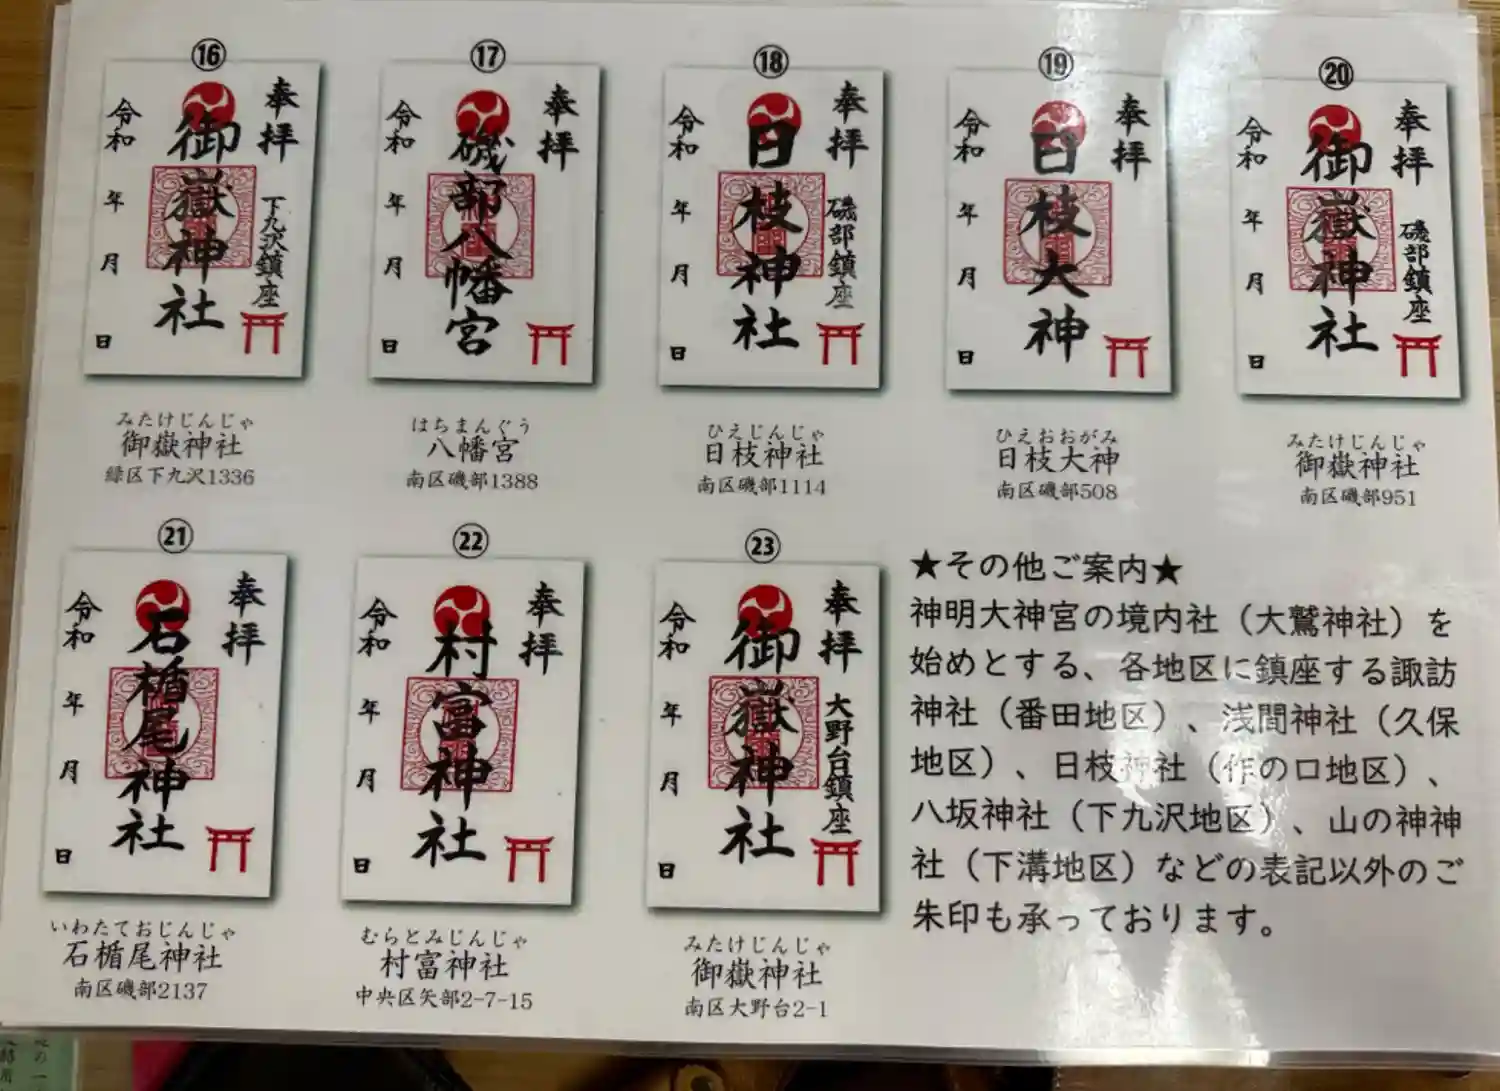 ⑯
奉拝
下九沢鎮座
御嶽神社
令和 年 月 日
みたけじんじゃ
御嶽神社
緑区下九沢1336
⑰
奉拝
磯部八幡宮
令和 年 月 日
はちまんぐう
八幡宮
南区磯部1388
⑱
奉拝
磯部鎮座
日枝神社
令和 年 月 日
ひえじんじゃ
日枝神社
南区磯部1114
⑲
奉拝
日枝大神
令和 年 月 日
ひえおおがみ
日枝大神
南区磯部508
⑳
奉拝
磯部鎮座
御嶽神社
令和 年 月 日
みたけじんじゃ
御嶽神社
南区磯部951
㉑
奉拝
石楯尾神社
令和 年 月 日
いわたておじんじゃ
石楯尾神社
南区磯部2137
㉒
奉拝
村富神社
令和 年 月 日
むらとみじんじゃ
村富神社
中央区矢部2-7-15
㉓
奉拝
大野台鎮座
御嶽神社
令和 年 月 日
みたけじんじゃ
御嶽神社
南区大野台2-1
★その他ご案内★
神明大神宮の境内社（大鷲神社）を
始めとする、各地区に鎮座する諏訪
神社（番田地区）、浅間神社（久保
地区）、日枝神社（作の口地区）、
八坂神社（下九沢地区）、山の神神
社（下溝地区）などの表記以外のご
朱印も承っております。